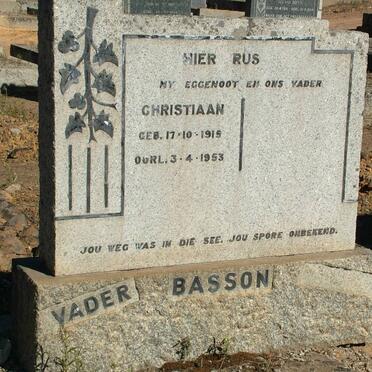 HIER RUS
MY EGGENOOT EN ONS VADER
CHRISTIAAN
GEB. 17-10-1915
OORL. 3-4-1953
JOU WEG WAS IN DIE SEE, JOU SPORE ONBEKEND.
VADER BASSON